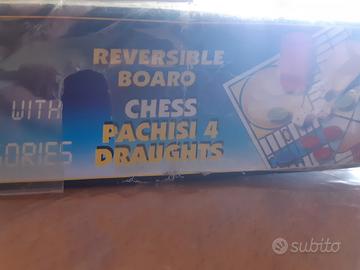 REVERSIBLE
BOARO
WITH
CHESS
PACHISI 4
ORIES
DRAUGHTS
subito